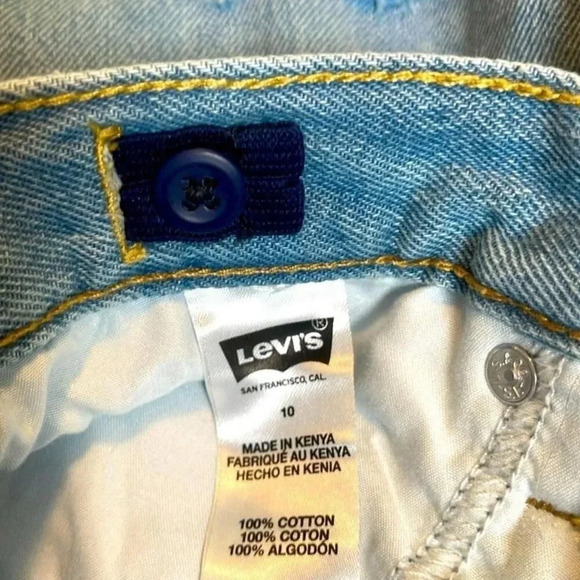 LEVI'S®
SAN FRANCISCO, CAL.
10
MADE IN KENYA
FABRIQUÉ AU KENYA
HECHO EN KENIA
100% COTTON
100% COTON
100% ALGODÓN